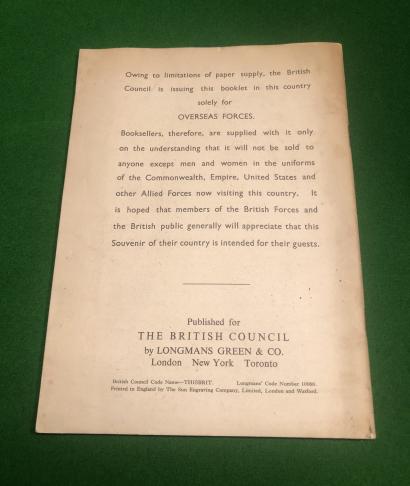 Owing to limitations of paper supply, the British
Council is issuing this booklet in this country
solely for
OVERSEAS FORCES.
Booksellers, therefore, are supplied with it only
on the understanding that it will not be sold to
anyone except men and women in the uniforms
of the Commonwealth, Empire, United States and
other Allied Forces now visiting this country. It
is hoped that members of the British Forces and
the British public generally will appreciate that this
Souvenir of their country is intended for their guests.
Published for
THE BRITISH COUNCIL
by LONGMANS GREEN & CO.
London New York Toronto
British Council Code Name—THISBRIT. Longmans' Code Number
Printed in England by The Sun Engraving Company, Limited, London and Watford.